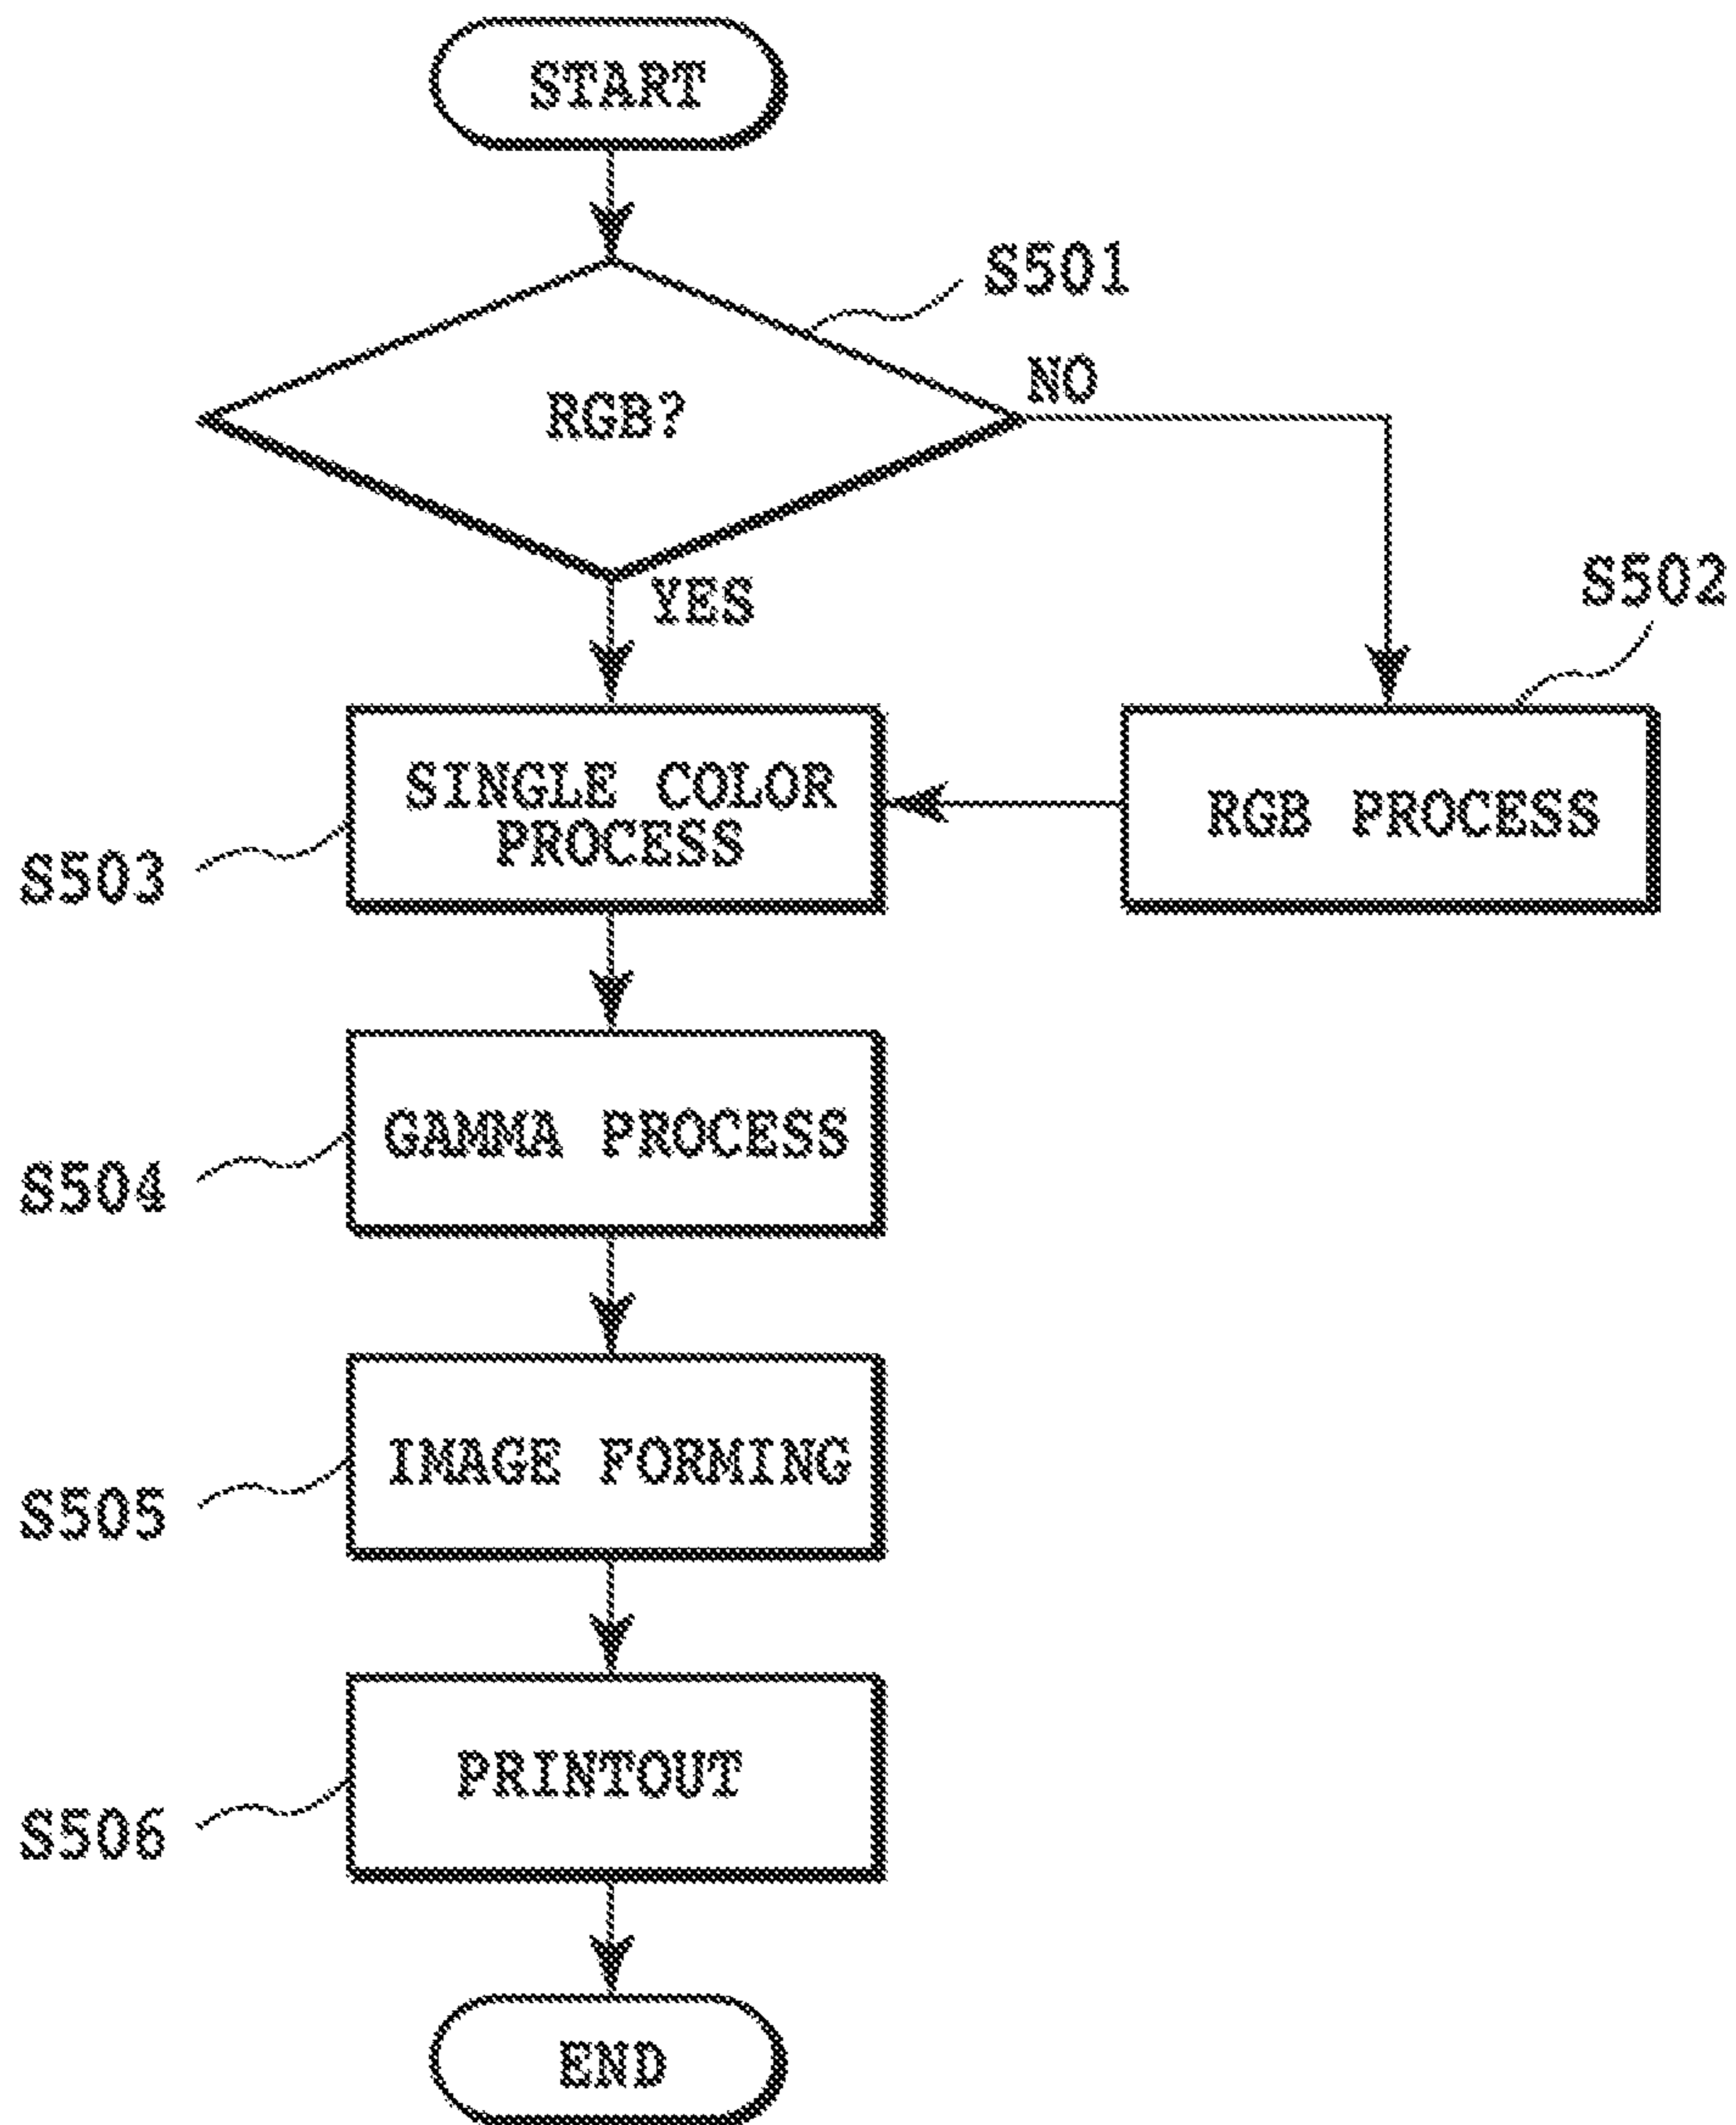 START
S501
RGB?
NO
YES
S502
SINGLE COLOR
PROCESS
RGB PROCESS
S503
GAMMA PROCESS
S504
IMAGE FORMING
S505
PRINTOUT
S506
END